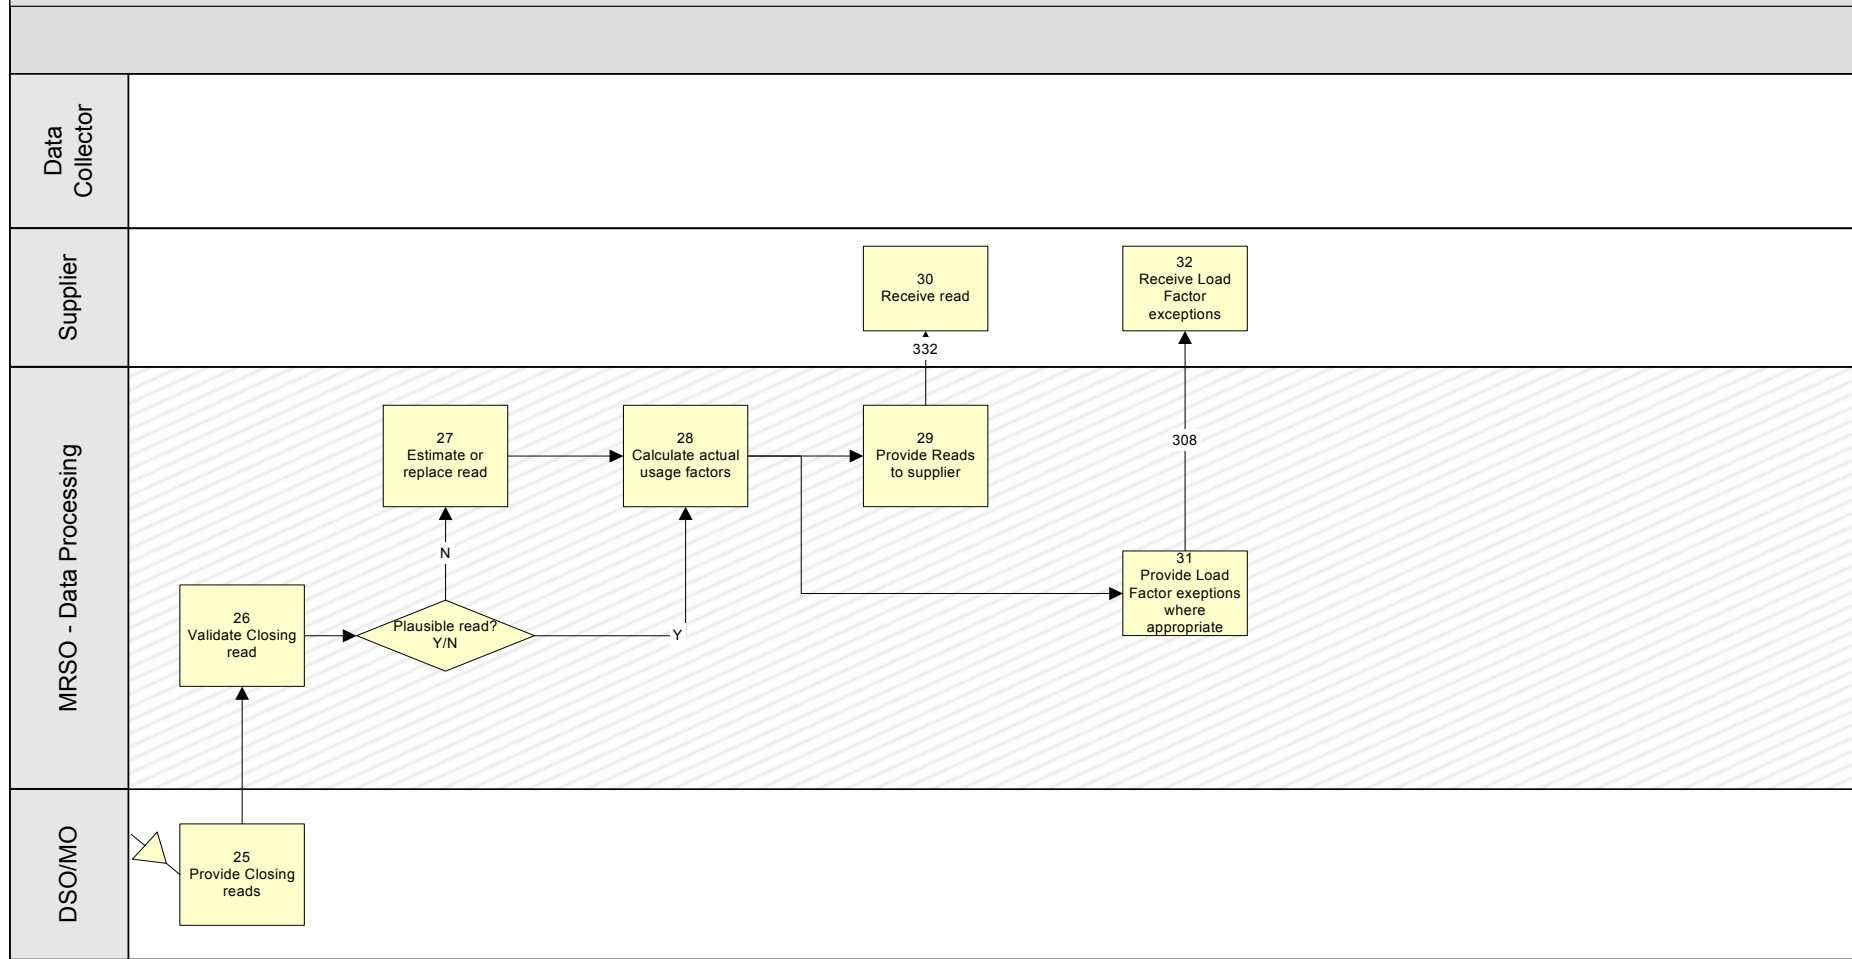 Data
Collector
Supplier
30
Receive read
32
Receive Load
Factor
exceptions
332
MRSO - Data Processing
27
Estimate or
replace read
28
Calculate actual
usage factors
29
Provide Reads
to supplier
308
N
31
Provide Load
Factor exeptions
where
appropriate
26
Validate Closing
read
Plausible read?
Y/N
Y
DSO/MO
25
Provide Closing
reads